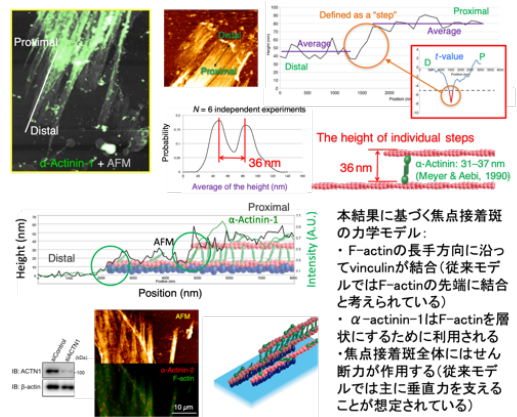 Proximal
Distal
α-Actinin-1 + AFM
Distal
Proximal
Defined as a "step"
Proximal
Average
Average
Distal
Height (nm)
Position (nm)
t-value
D
P
N = 6 independent experiments
Probability
36 nm
Average of the height (nm)
The height of individual steps
36 nm
α-Actinin: 31–37 nm
(Meyer & Aebi, 1990)
Proximal
α-Actinin-1
AFM
Distal
Height (nm)
Intensity (A.U.)
Position (nm)
本結果に基づく焦点接着斑
の力学モデル:
・F-actinの長手方向に沿っ
てvinculinが結合(従来モデ
ルではF-actinの先端に結合
と考えられている)
・α-actinin-1はF-actinを層
状にするために利用される
・焦点接着斑全体にはせん
断力が作用する(従来モデ
ルでは主に垂直力を支える
ことが想定されている)
siControl
siACTN1
(kDa)
IB: ACTN1
100
IB: β-actin
AFM
α-Actinin-2
F-actin
10 μm